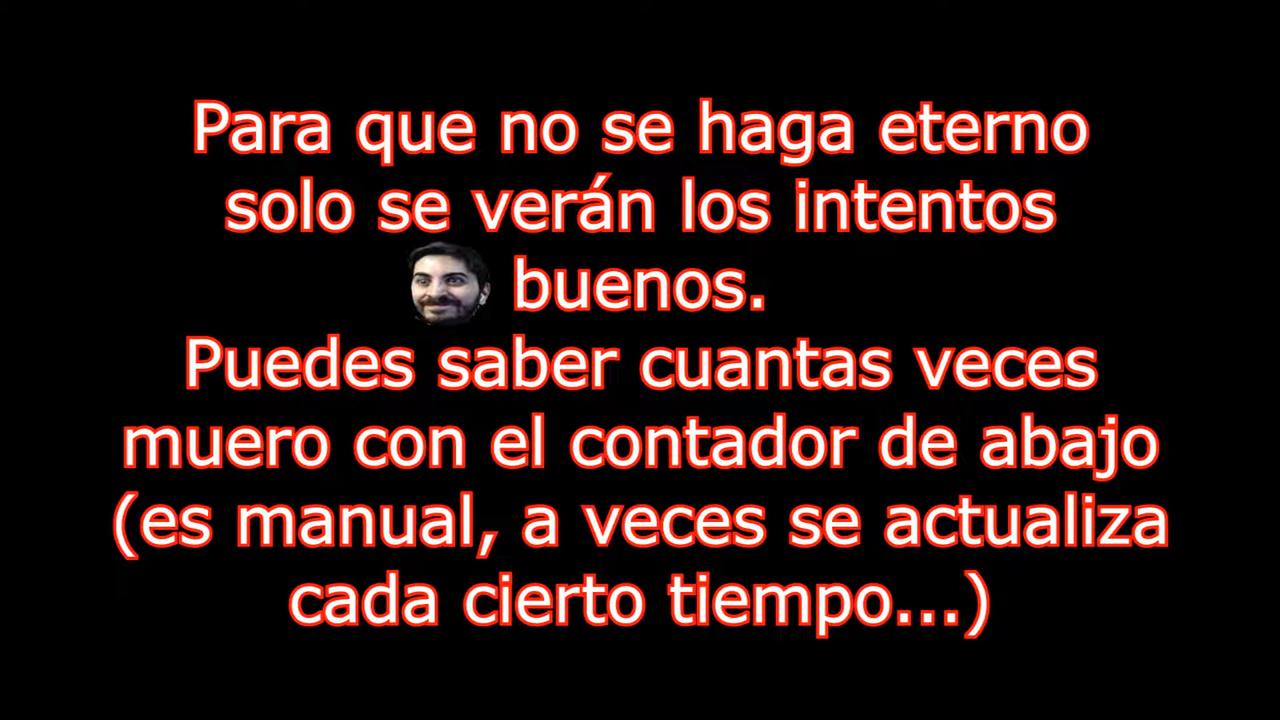 Para que no se haga eterno
solo se verán los intentos
buenos.
Puedes saber cuantas veces
muero con el contador de abajo
(es manual, a veces se actualiza
cada cierto tiempo...)